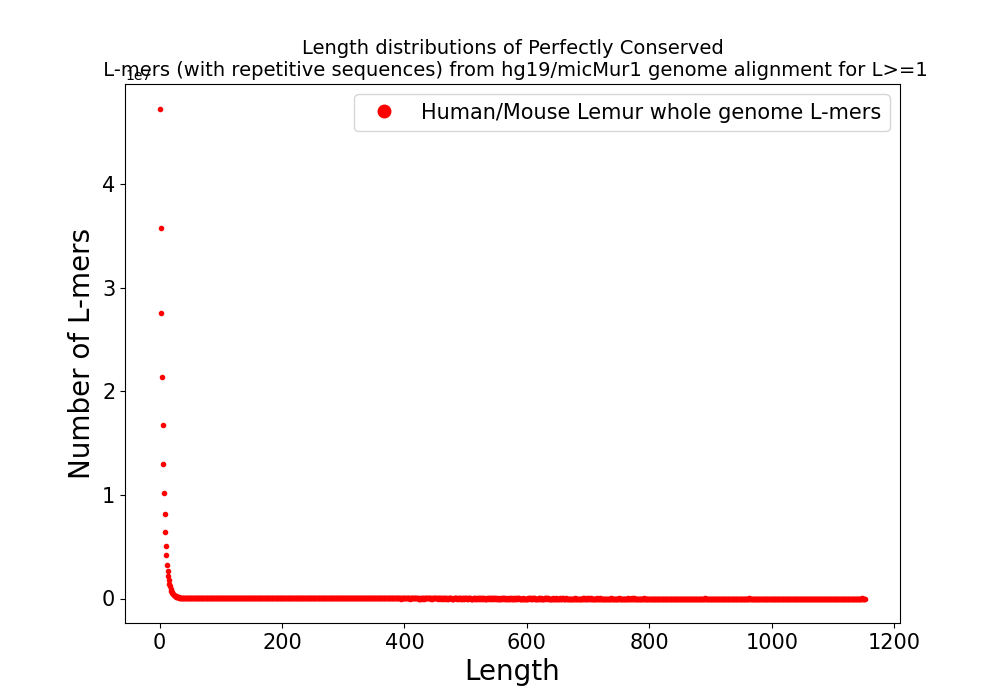 Length distributions of Perfectly Conserved
L-mers (with repetitive sequences) from hg19/micMur1 genome alignment for L>=1
1e7
Human/Mouse Lemur whole genome L-mers
4
3
2
1
0
Number of L-mers
0 200 400 600 800 1000 1200
Length